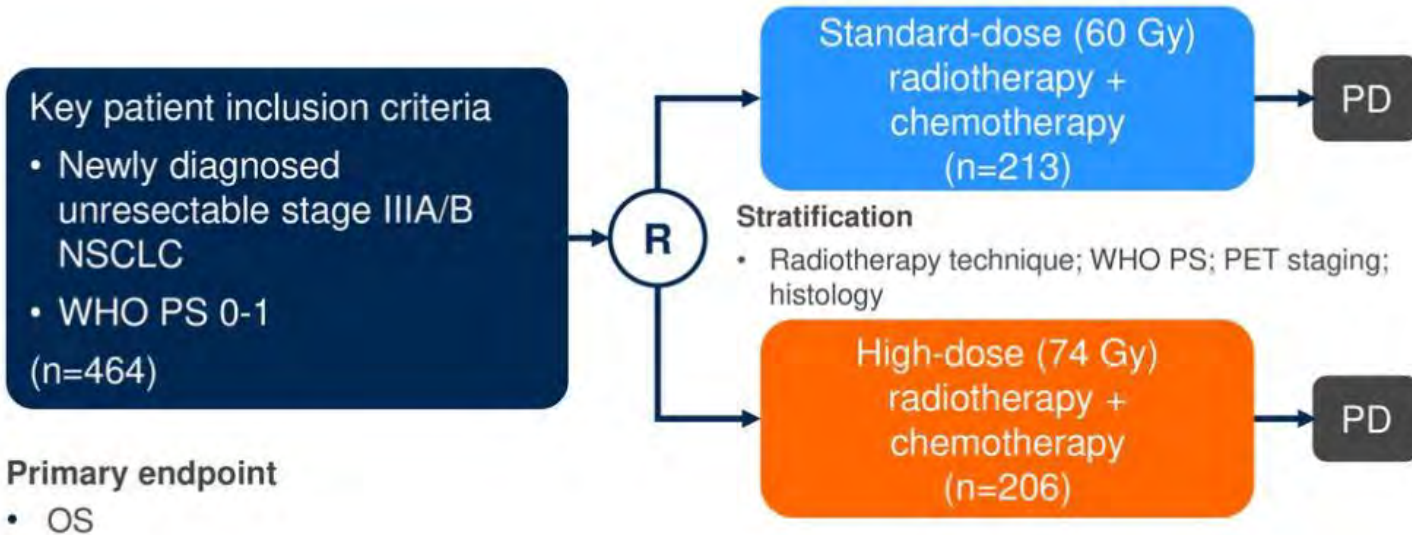 Key patient inclusion criteria
• Newly diagnosed
unresectable stage IIIA/B
NSCLC
• WHO PS 0-1
(n=464)
Primary endpoint
• OS
R
Standard-dose (60 Gy)
radiotherapy +
chemotherapy
(n=213)
PD
Stratification
• Radiotherapy technique; WHO PS; PET staging;
histology
High-dose (74 Gy)
radiotherapy +
chemotherapy
(n=206)
PD